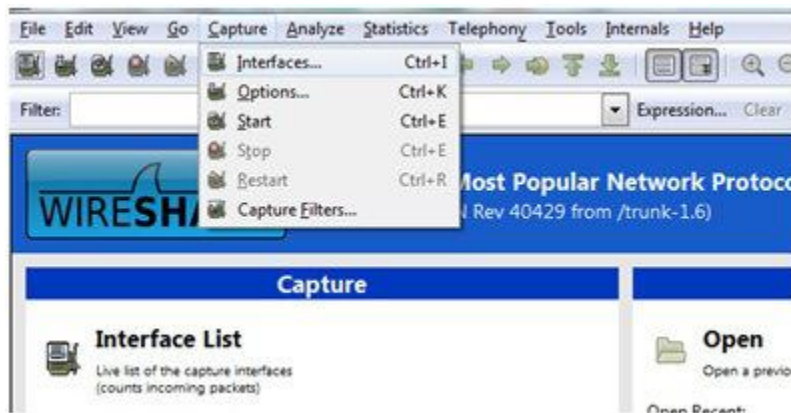 File Edit View Go Capture Analyze Statistics Telephony Tools Internals Help
Interfaces... Ctrl+I
Options... Ctrl+K
Start Ctrl+E
Stop Ctrl+E
Restart Ctrl+R
Capture Filters...
Filter: Expression... Clear
WIRESHA
Most Popular Network Protoco
Rev 40429 from /trunk-1.6)
Capture
Interface List
Live list of the capture interfaces
(counts incoming packets)
Open
Open a previo
Open Recent: